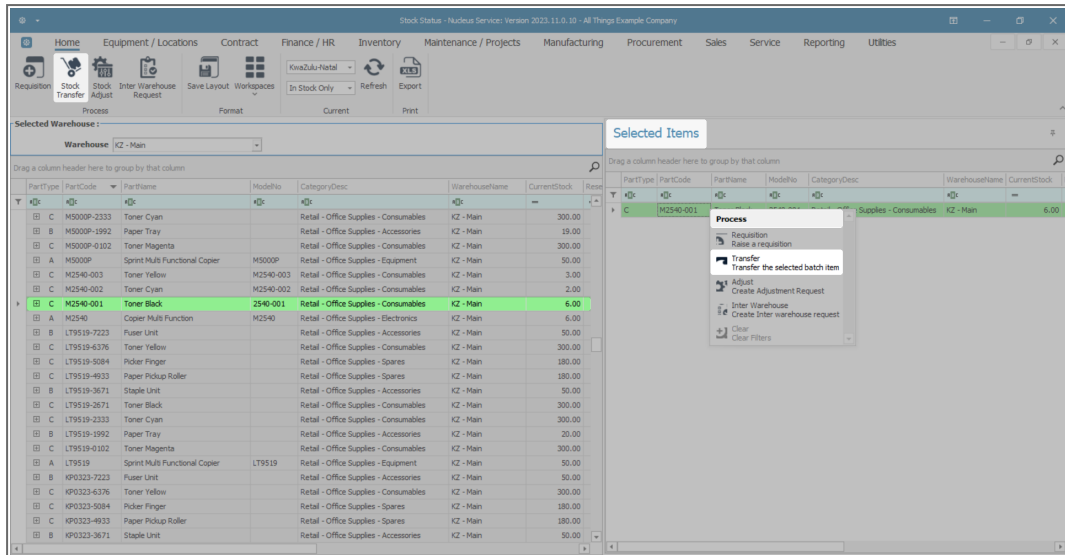 Stock Status - Nucleus Service: Version 2023.11.0.10 - All Things Example Company
Home Equipment / Locations Contract Finance / HR Inventory Maintenance / Projects Manufacturing Procurement Sales Service Reporting Utilities
Requisition Stock Transfer Stock Adjust Inter Warehouse Request Save Layout Workspaces KwaZulu-Natal In Stock Only Refresh XLS Export
Process Format Current Print
Selected Warehouse :
Warehouse KZ - Main
Drag a column header here to group by that column
PartType PartCode PartName ModelNo CategoryDesc WarehouseName CurrentStock Rese
C M5000P-2333 Toner Cyan Retail - Office Supplies - Consumables KZ - Main 300.00
B M5000P-1992 Paper Tray Retail - Office Supplies - Accessories KZ - Main 19.00
C M5000P-0102 Toner Magenta Retail - Office Supplies - Consumables KZ - Main 300.00
A M5000P Sprint Multi Functional Copier M5000P Retail - Office Supplies - Equipment KZ - Main 50.00
C M2540-003 Toner Yellow M2540-003 Retail - Office Supplies - Consumables KZ - Main 3.00
C M2540-002 Toner Cyan M2540-002 Retail - Office Supplies - Consumables KZ - Main 2.00
C M2540-001 Toner Black 2540-001 Retail - Office Supplies - Consumables KZ - Main 6.00
A M2540 Copier Multi Function M2540 Retail - Office Supplies - Electronics KZ - Main 6.00
B LT9519-7223 Fuser Unit Retail - Office Supplies - Accessories KZ - Main 50.00
C LT9519-6376 Toner Yellow Retail - Office Supplies - Consumables KZ - Main 300.00
C LT9519-5084 Picker Finger Retail - Office Supplies - Spares KZ - Main 180.00
C LT9519-4933 Paper Pickup Roller Retail - Office Supplies - Spares KZ - Main 180.00
B LT9519-3671 Staple Unit Retail - Office Supplies - Accessories KZ - Main 50.00
C LT9519-2671 Toner Black Retail - Office Supplies - Consumables KZ - Main 300.00
C LT9519-2333 Toner Cyan Retail - Office Supplies - Consumables KZ - Main 300.00
B LT9519-1992 Paper Tray Retail - Office Supplies - Accessories KZ - Main 20.00
C LT9519-0102 Toner Magenta Retail - Office Supplies - Consumables KZ - Main 300.00
A LT9519 Sprint Multi Functional Copier LT9519 Retail - Office Supplies - Equipment KZ - Main 50.00
B KP0323-7223 Fuser Unit Retail - Office Supplies - Accessories KZ - Main 50.00
C KP0323-6376 Toner Yellow Retail - Office Supplies - Consumables KZ - Main 300.00
C KP0323-5084 Picker Finger Retail - Office Supplies - Spares KZ - Main 180.00
C KP0323-4933 Paper Pickup Roller Retail - Office Supplies - Spares KZ - Main 180.00
B KP0323-3671 Staple Unit Retail - Office Supplies - Accessories KZ - Main 50.00
Selected Items
Drag a column header here to group by that column
PartType PartCode PartName ModelNo CategoryDesc WarehouseName CurrentStock
C M2540-001 Supplies - Consumables KZ - Main 6.00
Process
Requisition
Raise a requisition
Transfer
Transfer the selected batch item
Adjust
Create Adjustment Request
Inter Warehouse
Create Inter warehouse request
Clear
Clear Filters